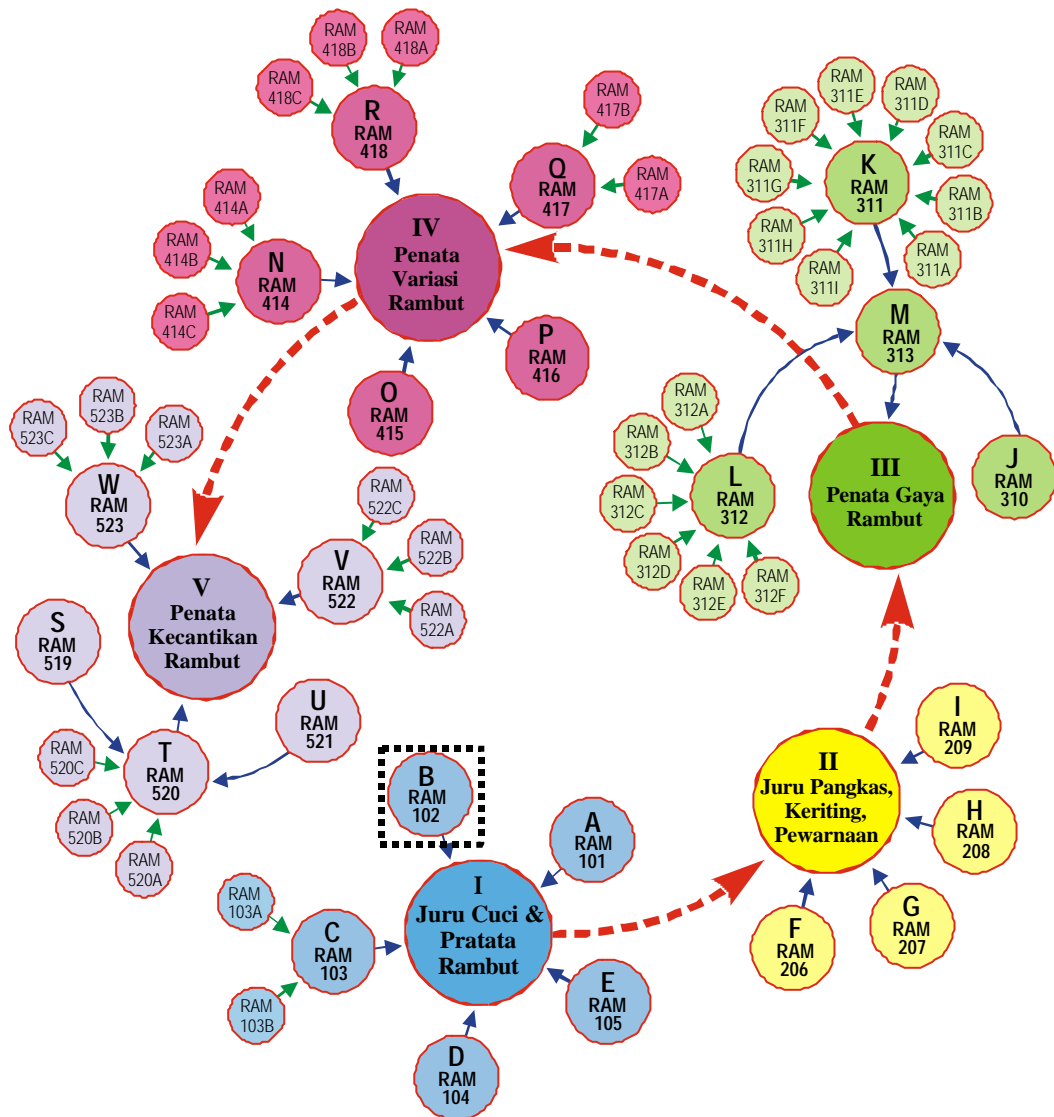 RAM
418B
RAM
418A
RAM
418C
R
RAM
418
RAM
417B
Q
RAM
417
RAM
417A
RAM
414A
RAM
414B
RAM
414C
N
RAM
414
IV
Penata
Variasi
Rambut
P
RAM
416
O
RAM
415
RAM
311E
RAM
311D
RAM
311F
RAM
311C
RAM
311G
RAM
311B
RAM
311H
RAM
311A
RAM
311I
K
RAM
311
M
RAM
313
RAM
312A
RAM
312B
RAM
312C
RAM
312D
RAM
312E
RAM
312F
L
RAM
312
III
Penata Gaya
Rambut
J
RAM
310
RAM
523B
RAM
523C
RAM
523A
W
RAM
523
RAM
522C
RAM
522B
RAM
522A
V
RAM
522
V
Penata
Kecantikan
Rambut
S
RAM
519
U
RAM
521
T
RAM
520
RAM
520C
RAM
520B
RAM
520A
B
RAM
102
A
RAM
101
I
Juru Cuci &
Pratata
Rambut
RAM
103A
C
RAM
103
RAM
103B
D
RAM
104
E
RAM
105
II
Juru Pangkas,
Keriting,
Pewarnaan
I
RAM
209
H
RAM
208
G
RAM
207
F
RAM
206